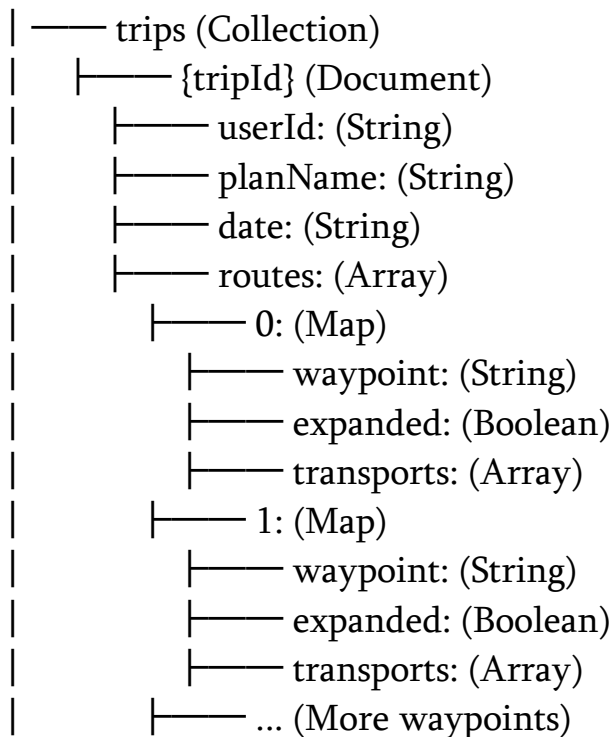 │ ─── trips (Collection)
│ ├─── {tripId} (Document)
│ ├─── userId: (String)
│ ├─── planName: (String)
│ ├─── date: (String)
│ ├─── routes: (Array)
│ ├─── 0: (Map)
│ ├─── waypoint: (String)
│ ├─── expanded: (Boolean)
│ ├─── transports: (Array)
│ ├─── 1: (Map)
│ ├─── waypoint: (String)
│ ├─── expanded: (Boolean)
│ ├─── transports: (Array)
│ ├─── ... (More waypoints)